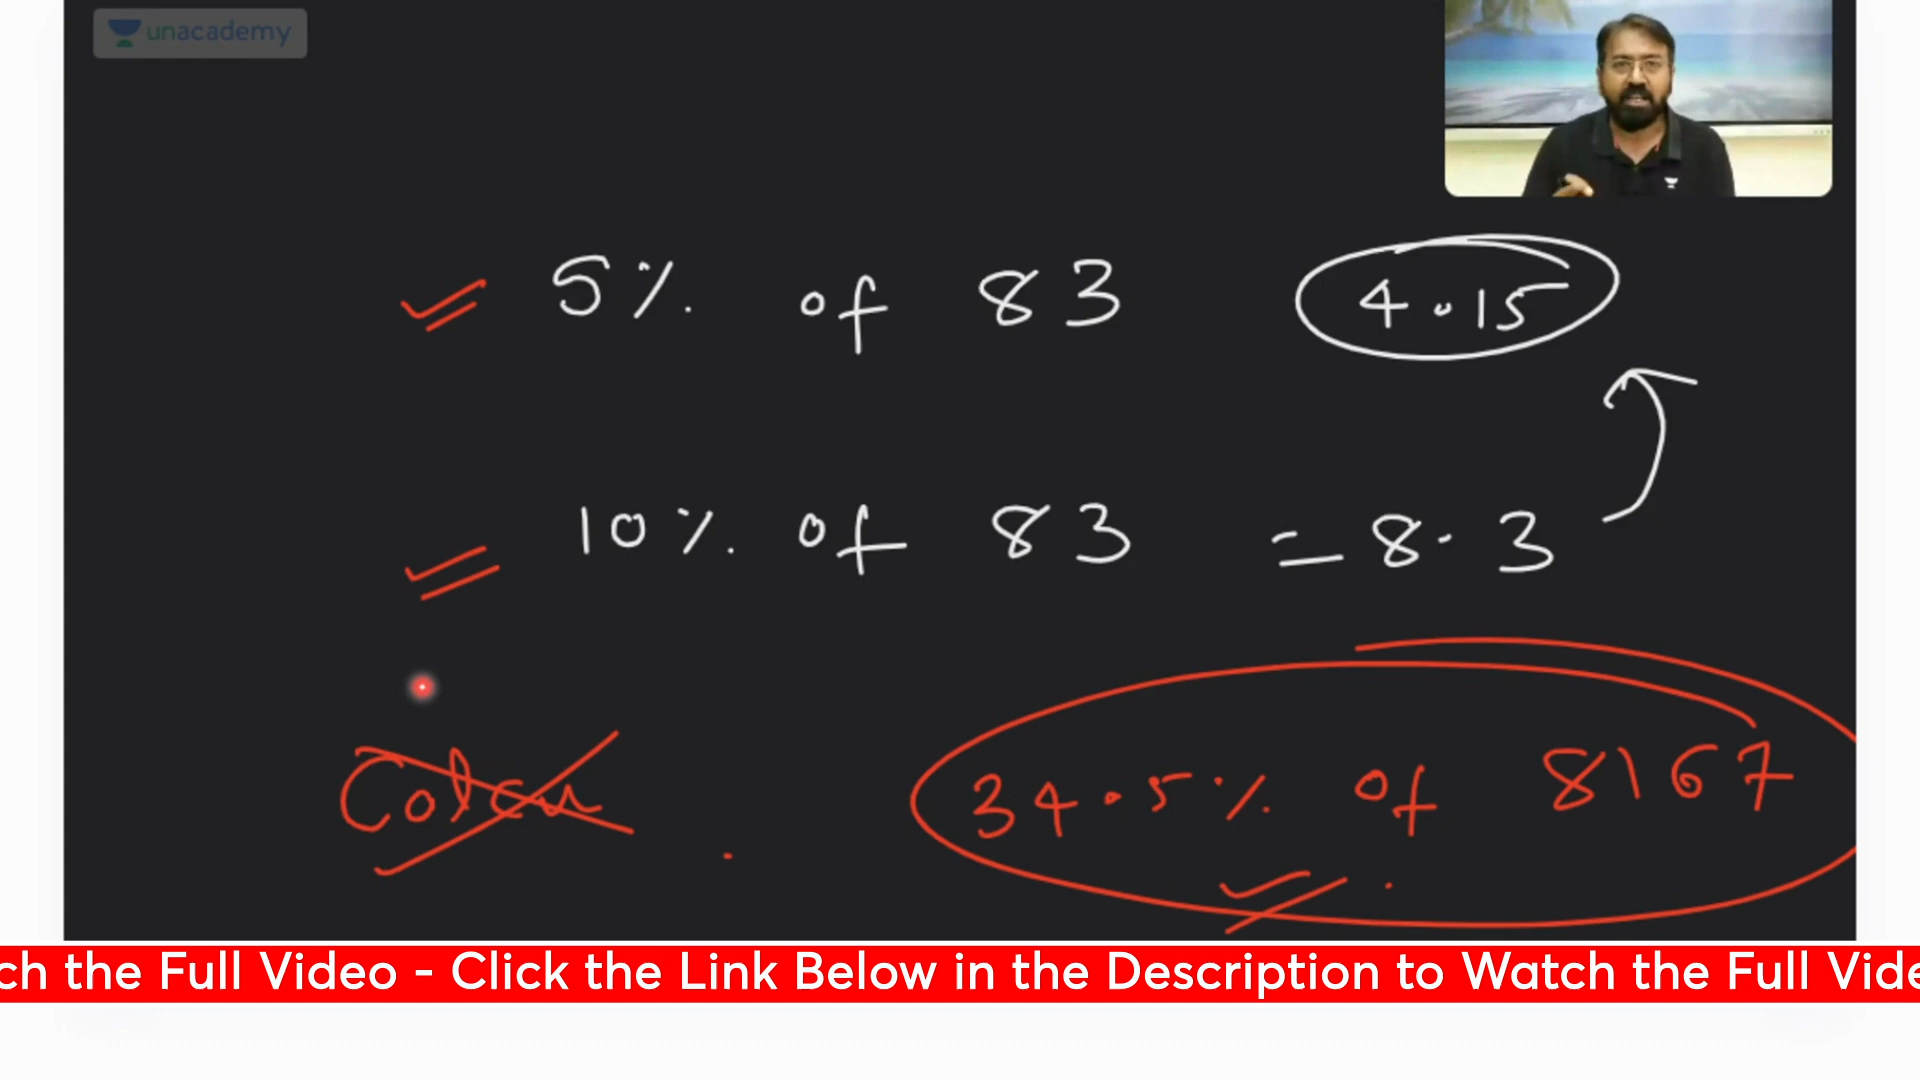 unacademy
5% of 83 4.15
10% of 83 = 8.3
34.5% of 8167
ch the Full Video - Click the Link Below in the Description to Watch the Full Vide